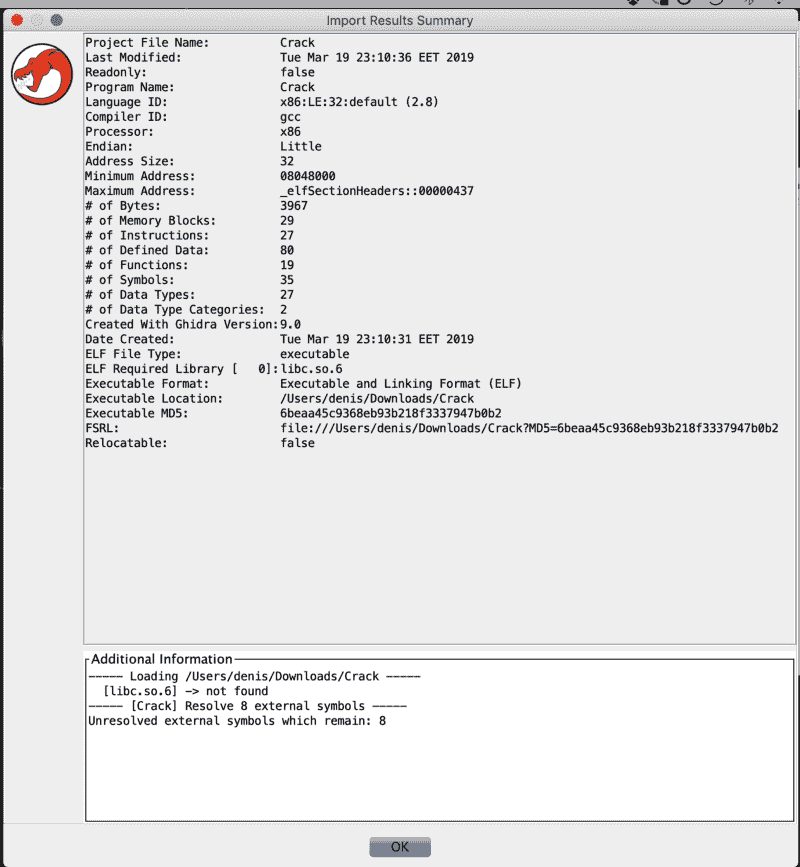 Import Results Summary
Project File Name: Crack
Last Modified: Tue Mar 19 23:10:36 EET 2019
Readonly: false
Program Name: Crack
Language ID: x86:LE:32:default (2.8)
Compiler ID: gcc
Processor: x86
Endian: Little
Address Size: 32
Minimum Address: 08048000
Maximum Address: _elfSectionHeaders::00000437
# of Bytes: 3967
# of Memory Blocks: 29
# of Instructions: 27
# of Defined Data: 80
# of Functions: 19
# of Symbols: 35
# of Data Types: 27
# of Data Type Categories: 2
Created With Ghidra Version: 9.0
Date Created: Tue Mar 19 23:10:31 EET 2019
ELF File Type: executable
ELF Required Library [ 0]: libc.so.6
Executable Format: Executable and Linking Format (ELF)
Executable Location: /Users/denis/Downloads/Crack
Executable MD5: 6beaa45c9368eb93b218f3337947b0b2
FSRL: file:///Users/denis/Downloads/Crack?MD5=6beaa45c9368eb93b218f3337947b0b2
Relocatable: false
Additional Information
----- Loading /Users/denis/Downloads/Crack -----
[libc.so.6] -> not found
----- [Crack] Resolve 8 external symbols -----
Unresolved external symbols which remain: 8
OK